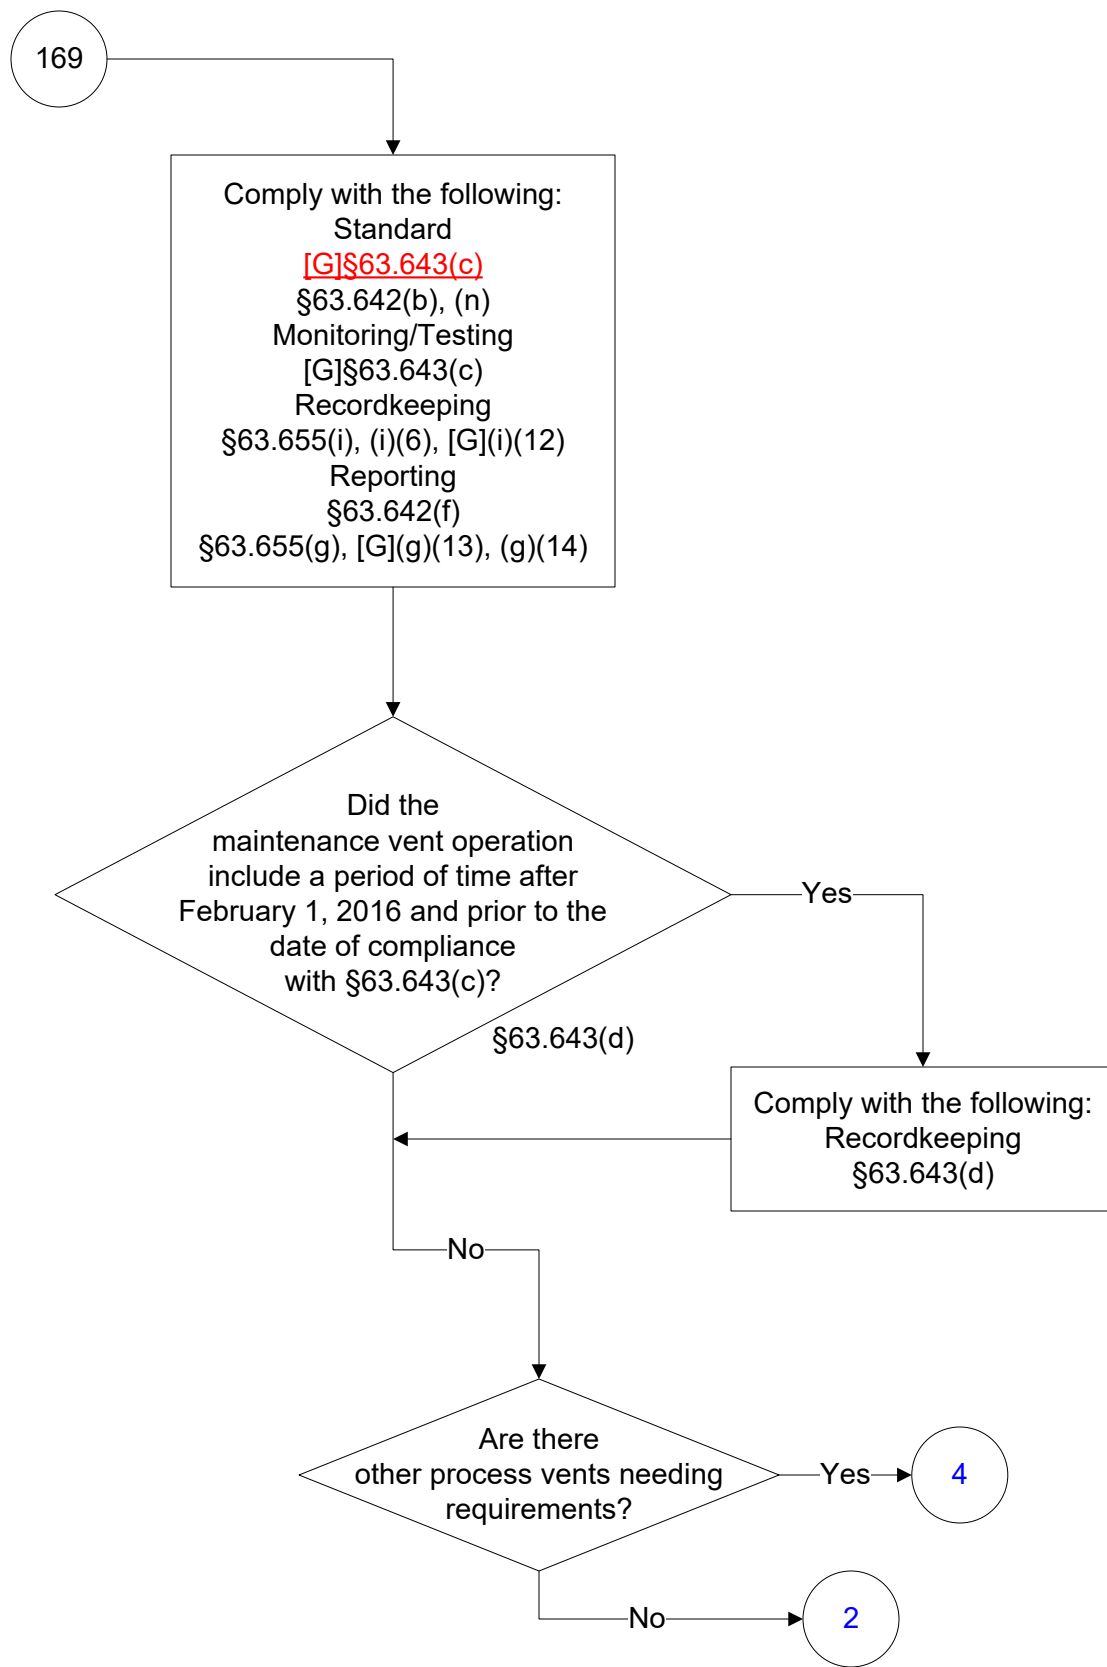 169
Comply with the following:
Standard
[G]§63.643(c)
§63.642(b), (n)
Monitoring/Testing
[G]§63.643(c)
Recordkeeping
§63.655(i), (i)(6), [G](i)(12)
Reporting
§63.642(f)
§63.655(g), [G](g)(13), (g)(14)
Did the
maintenance vent operation
include a period of time after
February 1, 2016 and prior to the
date of compliance
with §63.643(c)?
Yes
§63.643(d)
Comply with the following:
Recordkeeping
§63.643(d)
No
Are there
other process vents needing
requirements?
Yes
4
No
2